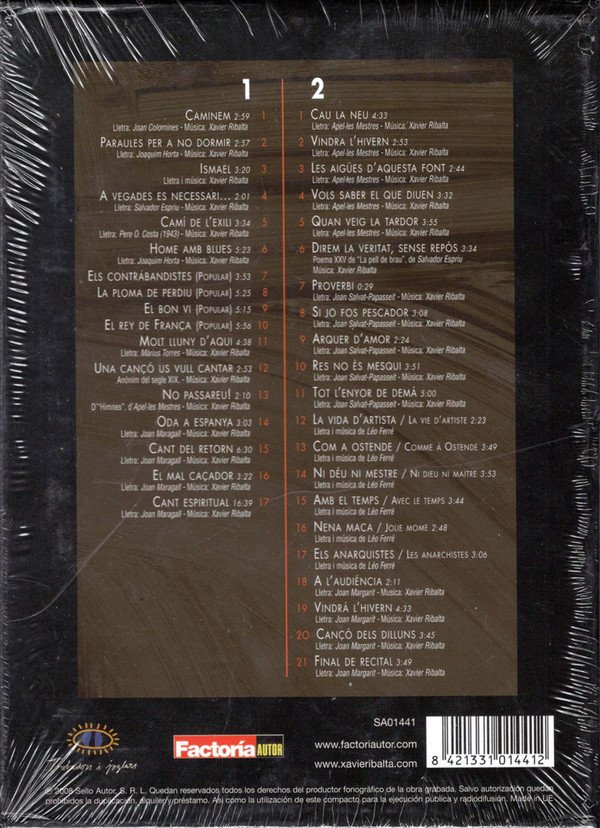 1
CAMINEM 2:59 1
Lletra: Joan Colomines - Música: Xavier Ribalta
PARAULES PER A NO DORMIR 2:57 2
Lletra: Joaquim Horta - Música: Xavier Ribalta
ISMAEL 3:20 3
Lletra i música: Xavier Ribalta
A VEGADES ES NECESSARI... 2:01 4
Lletra: Salvador Espriu - Música: Xavier Ribalta
CAMÍ DE L'EXILI 3:34 5
Lletra: Pere O. Costa (1943) - Música: Xavier Ribalta
HOME AMB BLUES 5:23 6
Lletra: Joaquim Horta - Música: Xavier Ribalta
ELS CONTRABANDISTES (POPULAR) 3:53 7
LA PLOMA DE PERDIU (POPULAR) 5:25 8
EL BON VI (POPULAR) 5:15 9
EL REY DE FRANÇA (POPULAR) 5:56 10
MOLT LLUNY D'AQUI 4:38 11
Lletra: Màrius Torres - Música: Xavier Ribalta
UNA CANÇÓ US VULL CANTAR 2:53 12
Anònim del segle XIX. - Música: Xavier Ribalta
NO PASSAREU! 2:10 13
D'"Himnes", d'Apel·les Mestres - Música: Xavier Ribalta
ODA A ESPANYA 3:03 14
Lletra: Joan Maragall - Música: Xavier Ribalta
CANT DEL RETORN 6:30 15
Lletra: Joan Maragall - Música: Xavier Ribalta
EL MAL CAÇADOR 3:22 16
Lletra: Joan Maragall - Música: Xavier Ribalta
CANT ESPIRITUAL 16:39 17
Lletra: Joan Maragall - Música: Xavier Ribalta
2
1 CAU LA NEU 4:33
Lletra: Apel·les Mestres - Música: Xavier Ribalta
2 VINDRA L'HIVERN 2:53
Lletra: Apel·les Mestres - Música: Xavier Ribalta
3 LES AIGÜES D'AQUESTA FONT 2:44
Lletra: Apel·les Mestres - Música: Xavier Ribalta
4 VOLS SABER EL QUE DIUEN 3:32
Lletra: Apel·les Mestres - Música: Xavier Ribalta
5 QUAN VEIG LA TARDOR 3:55
Lletra: Apel·les Mestres - Música: Xavier Ribalta
6 DIREM LA VERITAT, SENSE REPÒS 3:34
Poema XXV de "La pell de brau", de Salvador Espriu
Música: Xavier Ribalta
7 PROVERBI 0:29
Lletra: Joan Salvat-Papasseit - Música: Xavier Ribalta
8 SI JO FOS PESCADOR 3:08
Lletra: Joan Salvat-Papasseit - Música: Xavier Ribalta
9 ARQUER D'AMOR 2:24
Lletra: Joan Salvat-Papasseit - Música: Xavier Ribalta
10 RES NO ÉS MESQUI 3:51
Lletra: Joan Salvat-Papasseit - Música: Xavier Ribalta
11 TOT L'ENYOR DE DEMÀ 5:00
Lletra: Joan Salvat-Papasseit - Música: Xavier Ribalta
12 LA VIDA D'ARTISTA / LA VIE D'ARTISTE 2:23
Lletra i música de Léo Ferré
13 COM A OSTENDE / COMME À OSTENDE 3:49
Lletra i música de Léo Ferré
14 NI DÉU NI MESTRE / NI DIEU NI MAITRE 3:53
Lletra i música de Léo Ferré
15 AMB EL TEMPS / AVEC LE TEMPS 3:44
Lletra i música de Léo Ferré
16 NENA MACA / JOLIE MOME 2:48
Lletra i música de Léo Ferré
17 ELS ANARQUISTES / LES ANARCHISTES 3:06
Lletra i música de Léo Ferré
18 A L'AUDIÉNCIA 2:11
Lletra: Joan Margarit - Música: Xavier Ribalta
19 VINDRÁ L'HIVERN 4:33
Lletra: Joan Margarit - Música: Xavier Ribalta
20 CANÇÓ DELS DILLUNS 3:45
Lletra: Joan Margarit - Música: Xavier Ribalta
21 FINAL DE RECITAL 3:49
Lletra: Joan Margarit - Música: Xavier Ribalta
Trobadors i joglars
Factoría AUTOR
SA01441
www.factoriautor.com
www.xavieribalta.com
8 421331 014412
© 2008 Sello Autor, S. R. L. Quedan reservados todos los derechos del productor fonográfico de la obra grabada. Salvo autorización quedan
prohibidos la duplicación, alquiler y préstamo. Así como la utilización de este compacto para la ejecución pública y radiodifusión. Made in UE